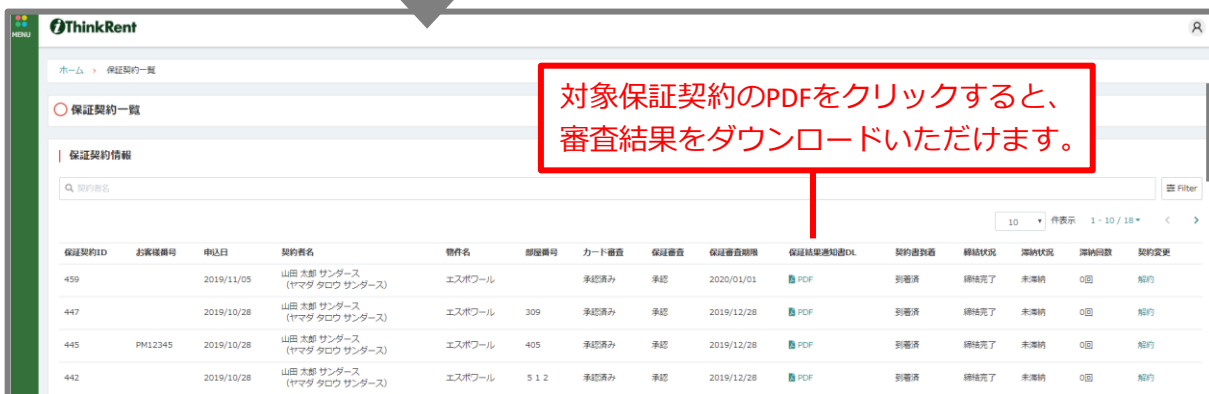 MENU
ThinkRent
ホーム > 保証契約一覧
保証契約一覧
対象保証契約のPDFをクリックすると、
審査結果をダウンロードいただけます。
保証契約情報
契約者名
Filter
10 件表示 1 - 10 / 18
保証契約ID お客様番号 申込日 契約者名 物件名 部屋番号 カード審査 保証審査 保証審査期限 保証結果通知書DL 契約書到着 締結状況 滞納状況 滞納回数 契約変更
459 2019/11/05 山田 太郎 サンダース エスポワール 承認済み 承認 2020/01/01 PDF 到着済 締結完了 未滞納 0回 解約
(ヤマダ タロウ サンダース)
447 2019/10/28 山田 太郎 サンダース エスポワール 309 承認済み 承認 2019/12/28 PDF 到着済 締結完了 未滞納 0回 解約
(ヤマダ タロウ サンダース)
445 PM12345 2019/10/28 山田 太郎 サンダース エスポワール 405 承認済み 承認 2019/12/28 PDF 到着済 締結完了 未滞納 0回 解約
(ヤマダ タロウ サンダース)
442 2019/10/28 山田 太郎 サンダース エスポワール 5 1 2 承認済み 承認 2019/12/28 PDF 到着済 締結完了 未滞納 0回 解約
(ヤマダ タロウ サンダース)